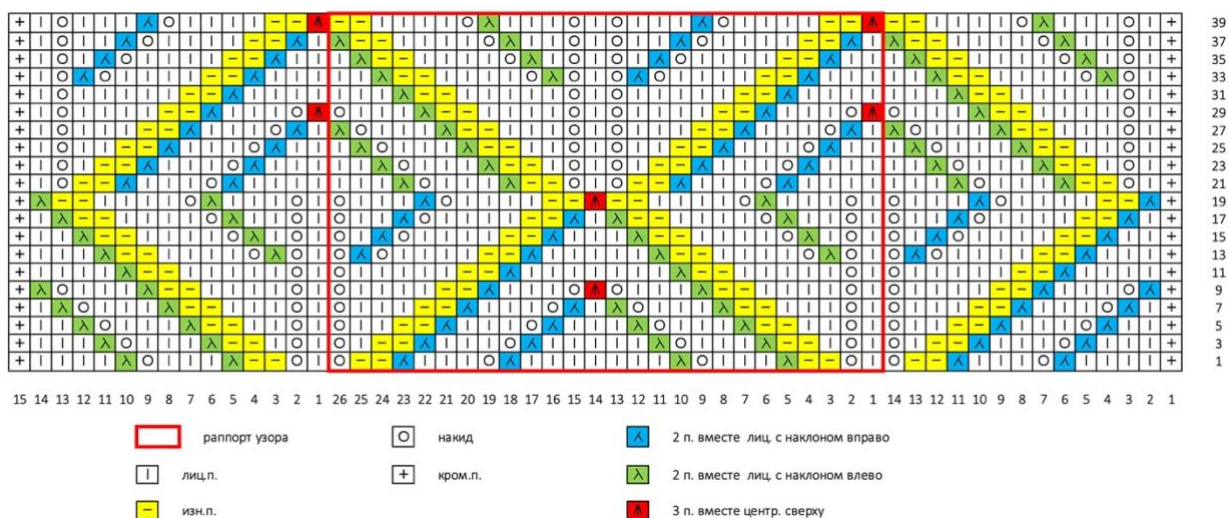 39
37
35
33
31
29
27
25
23
21
19
17
15
13
11
9
7
5
3
1
15 14 13 12 11 10 9 8 7 6 5 4 3 2 1 26 25 24 23 22 21 20 19 18 17 16 15 14 13 12 11 10 9 8 7 6 5 4 3 2 1 14 13 12 11 10 9 8 7 6 5 4 3 2 1
раппорт узора
накид
2 п. вместе лиц. с наклоном вправо
лиц.п.
кром.п.
2 п. вместе лиц. с наклоном влево
изн.п.
3 п. вместе центр. сверху